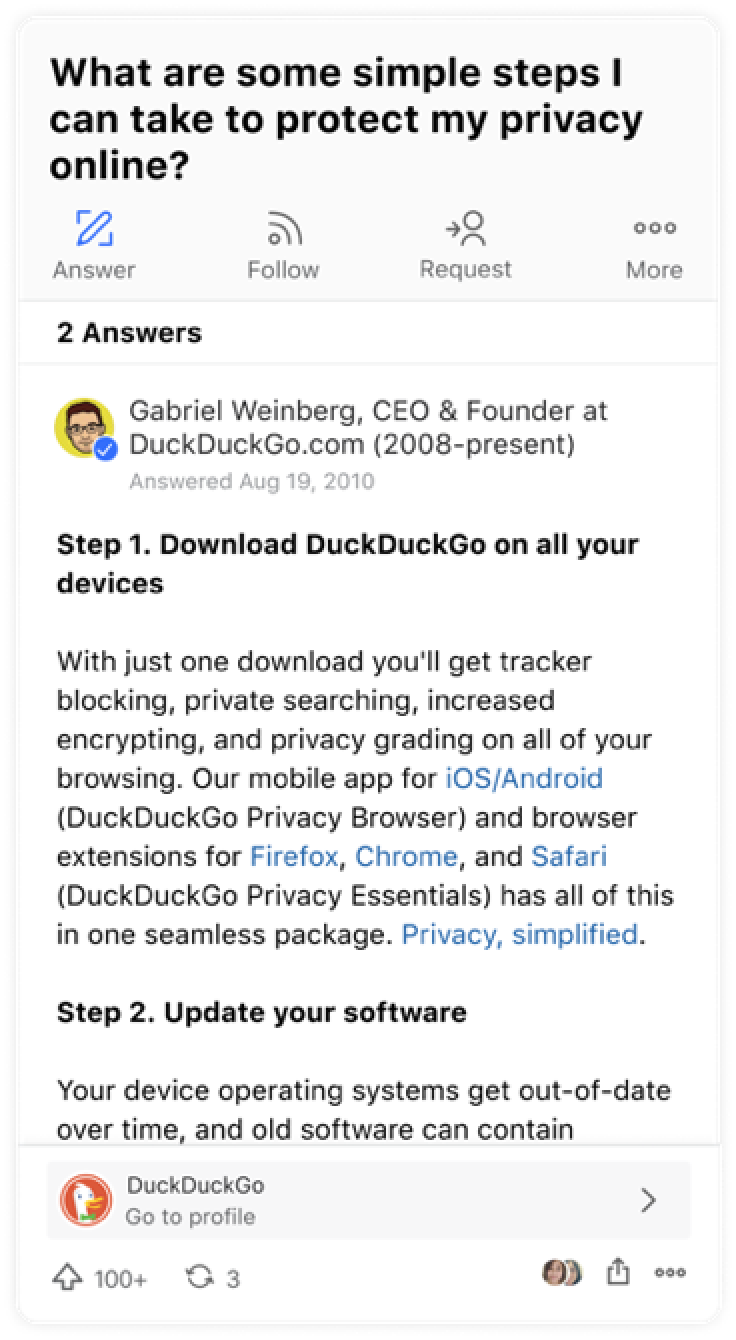 What are some simple steps I
can take to protect my privacy
online?
Answer
Follow
Request
More
2 Answers
Gabriel Weinberg, CEO & Founder at
DuckDuckGo.com (2008-present)
Answered Aug 19, 2010
Step 1. Download DuckDuckGo on all your
devices
With just one download you'll get tracker
blocking, private searching, increased
encrypting, and privacy grading on all of your
browsing. Our mobile app for iOS/Android
(DuckDuckGo Privacy Browser) and browser
extensions for Firefox, Chrome, and Safari
(DuckDuckGo Privacy Essentials) has all of this
in one seamless package. Privacy, simplified.
Step 2. Update your software
Your device operating systems get out-of-date
over time, and old software can contain
DuckDuckGo
Go to profile
100+
3